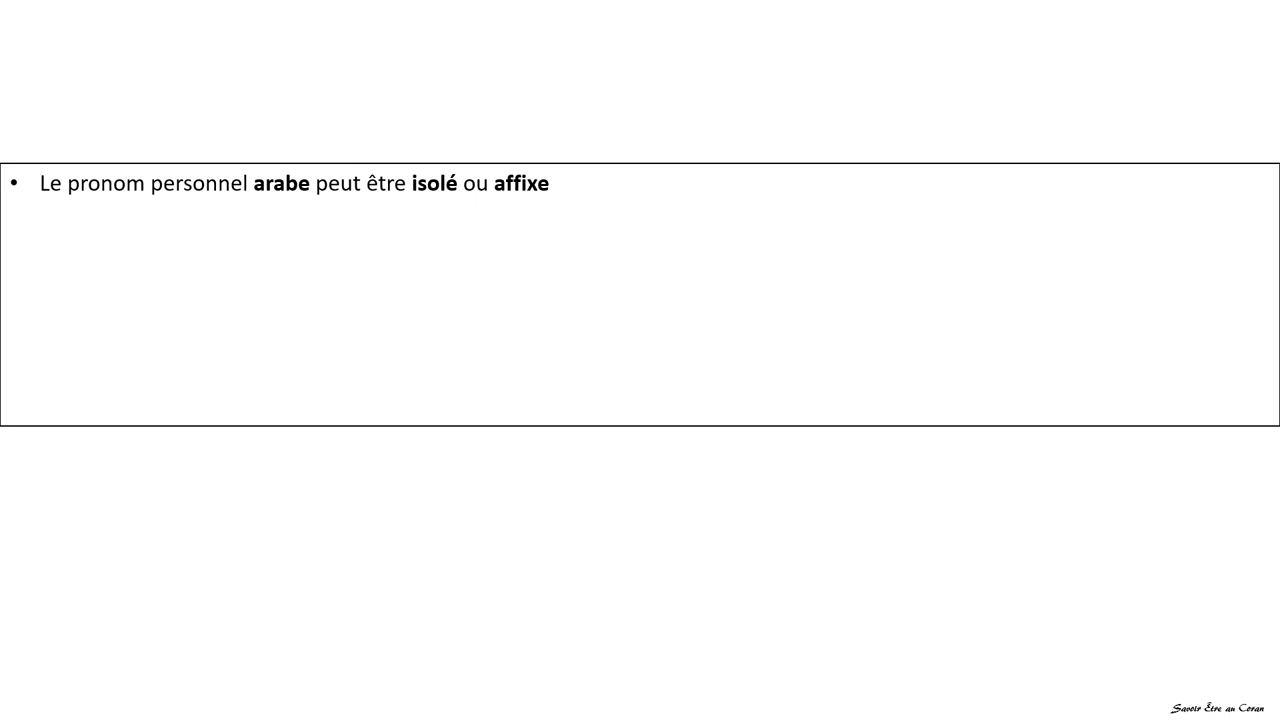 • Le pronom personnel arabe peut être isolé ou affixe
Savoir Être au Coran